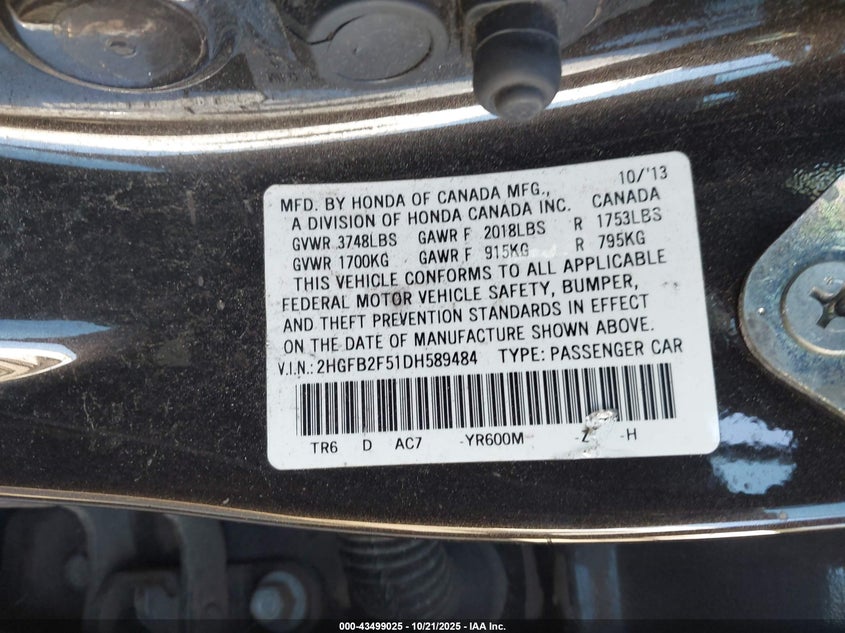 MFD. BY HONDA OF CANADA MFG., 10/'13
A DIVISION OF HONDA CANADA INC. CANADA
GVWR 3748LBS GAWR F 2018LBS R 1753LBS
GVWR 1700KG GAWR F 915KG R 795KG
THIS VEHICLE CONFORMS TO ALL APPLICABLE
FEDERAL MOTOR VEHICLE SAFETY, BUMPER,
AND THEFT PREVENTION STANDARDS IN EFFECT
ON THE DATE OF MANUFACTURE SHOWN ABOVE.
V.I.N.: 2HGFB2F51DH589484 TYPE: PASSENGER CAR
TR6 D AC7 -YR600M -H
000-43499025 - 10/21/2025 - IAA Inc.